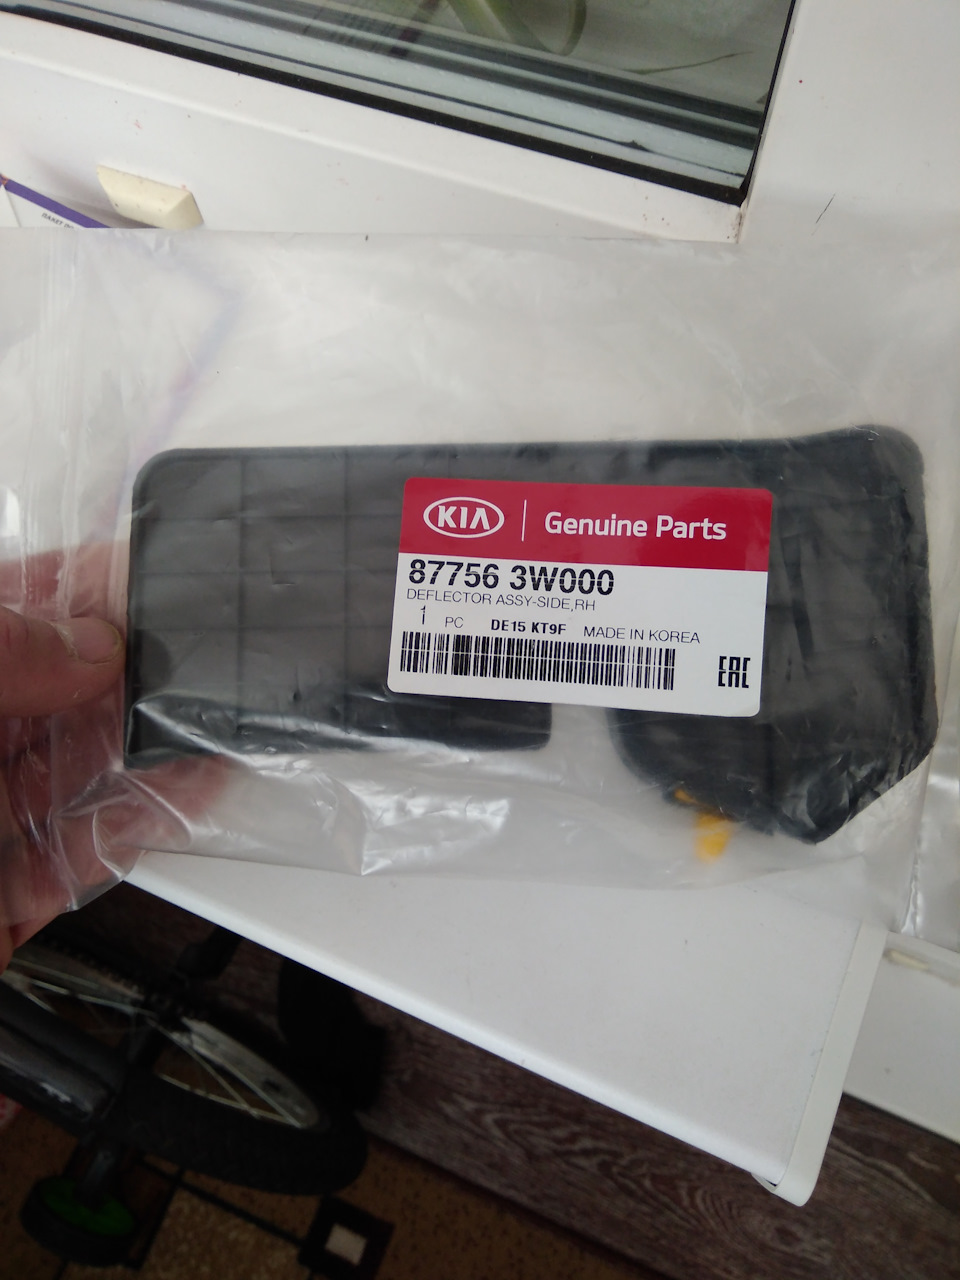 KIA
Genuine Parts
87756 3W000
DEFLECTOR ASSY-SIDE,RH
1 PC DE15 KT9F MADE IN KOREA
EAC